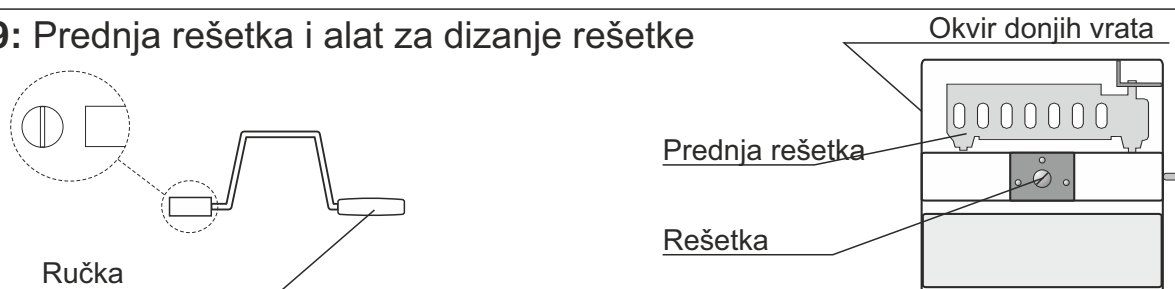 9: Prednja rešetka i alat za dizanje rešetke
Okvir donjih vrata
Prednja rešetka
Rešetka
Ručka